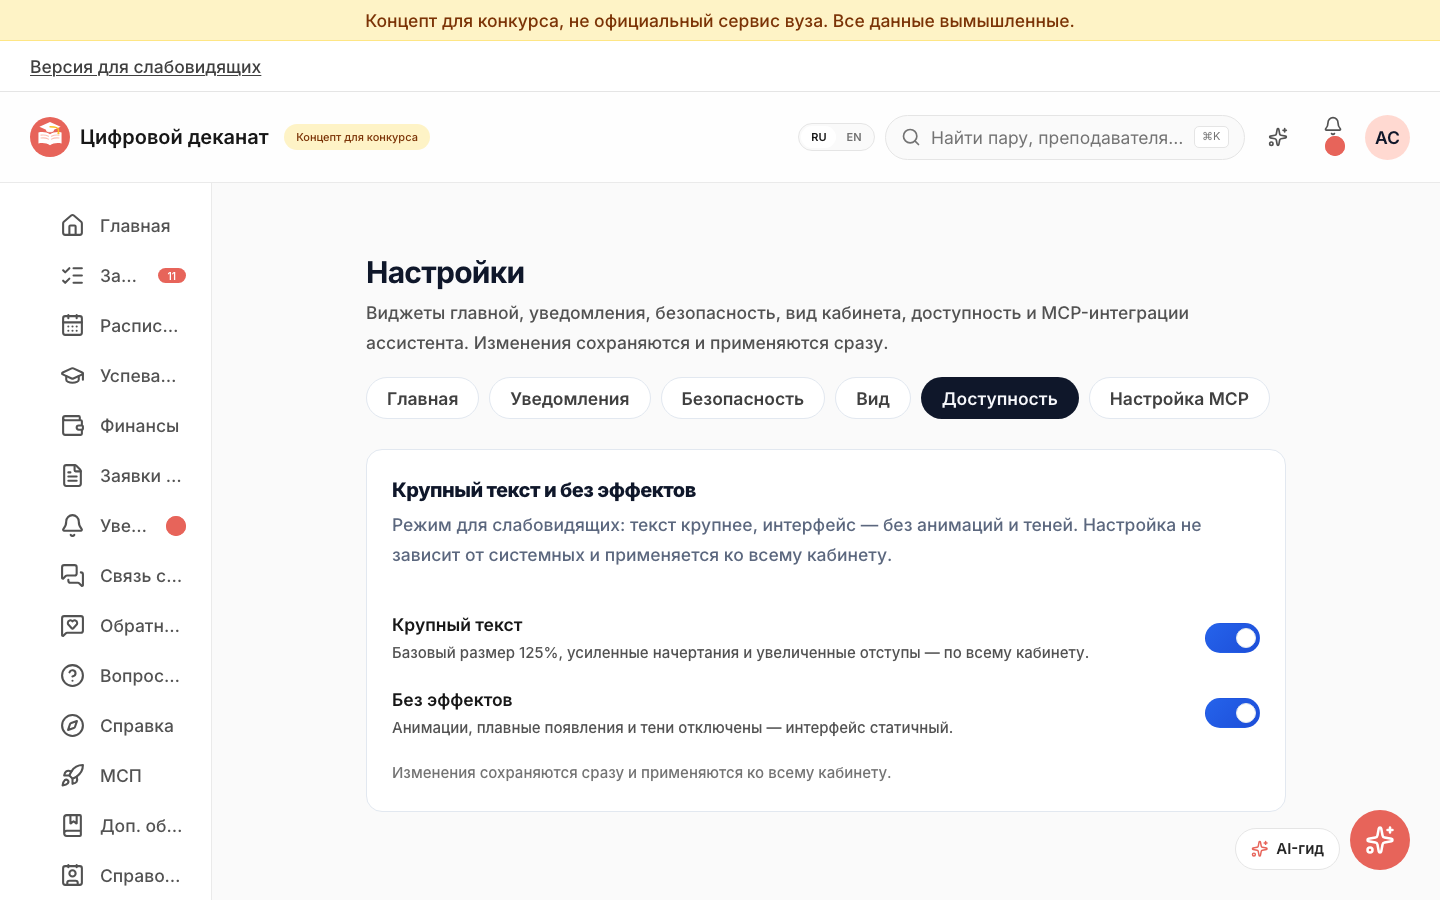 Концепт для конкурса, не официальный сервис вуза. Все данные вымышленные.
Версия для слабовидящих
Цифровой деканат
Концепт для конкурса
RU EN
Найти пару, преподавателя...
⌘K
АС
Главная
За... 11
Распис...
Успева...
Финансы
Заявки ...
Уве...
Связь с...
Обратн...
Вопрос...
Справка
МСП
Доп. об...
Справо...
Настройки
Виджеты главной, уведомления, безопасность, вид кабинета, доступность и MCP-интеграции
ассистента. Изменения сохраняются и применяются сразу.
Главная Уведомления Безопасность Вид Доступность Настройка MCP
Крупный текст и без эффектов
Режим для слабовидящих: текст крупнее, интерфейс — без анимаций и теней. Настройка не
зависит от системных и применяется ко всему кабинету.
Крупный текст
Базовый размер 125%, усиленные начертания и увеличенные отступы — по всему кабинету.
Без эффектов
Анимации, плавные появления и тени отключены — интерфейс статичный.
Изменения сохраняются сразу и применяются ко всему кабинету.
AI-гид